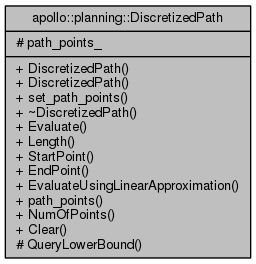 apollo::planning::DiscretizedPath
# path_points_
+ DiscretizedPath()
+ DiscretizedPath()
+ set_path_points()
+ ~DiscretizedPath()
+ Evaluate()
+ Length()
+ StartPoint()
+ EndPoint()
+ EvaluateUsingLinearApproximation()
+ path_points()
+ NumOfPoints()
+ Clear()
# QueryLowerBound()